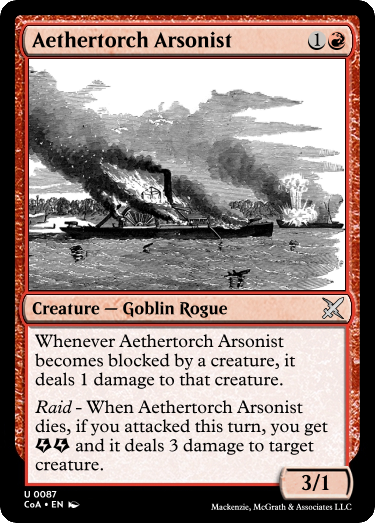 Aethertorch Arsonist 1
Creature — Goblin Rogue
Whenever Aethertorch Arsonist
becomes blocked by a creature, it
deals 1 damage to that creature.
Raid - When Aethertorch Arsonist
dies, if you attacked this turn, you get
and it deals 3 damage to target
creature.
3/1
U 0087
CoA • EN
Mackenzie, McGrath & Associates LLC